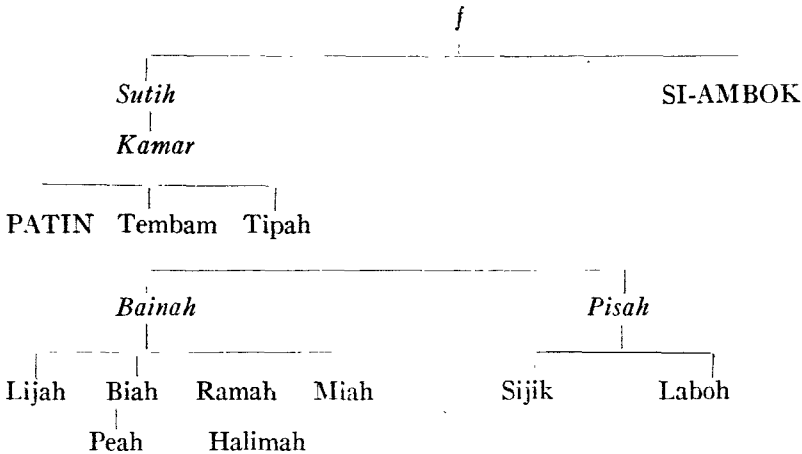 f
Sutih SI-AMBOK
Kamar
PATIN Tembam Tipah
Bainah Pisah
Lijah Biah Ramah Miah Sijik Laboh
Peah Halimah